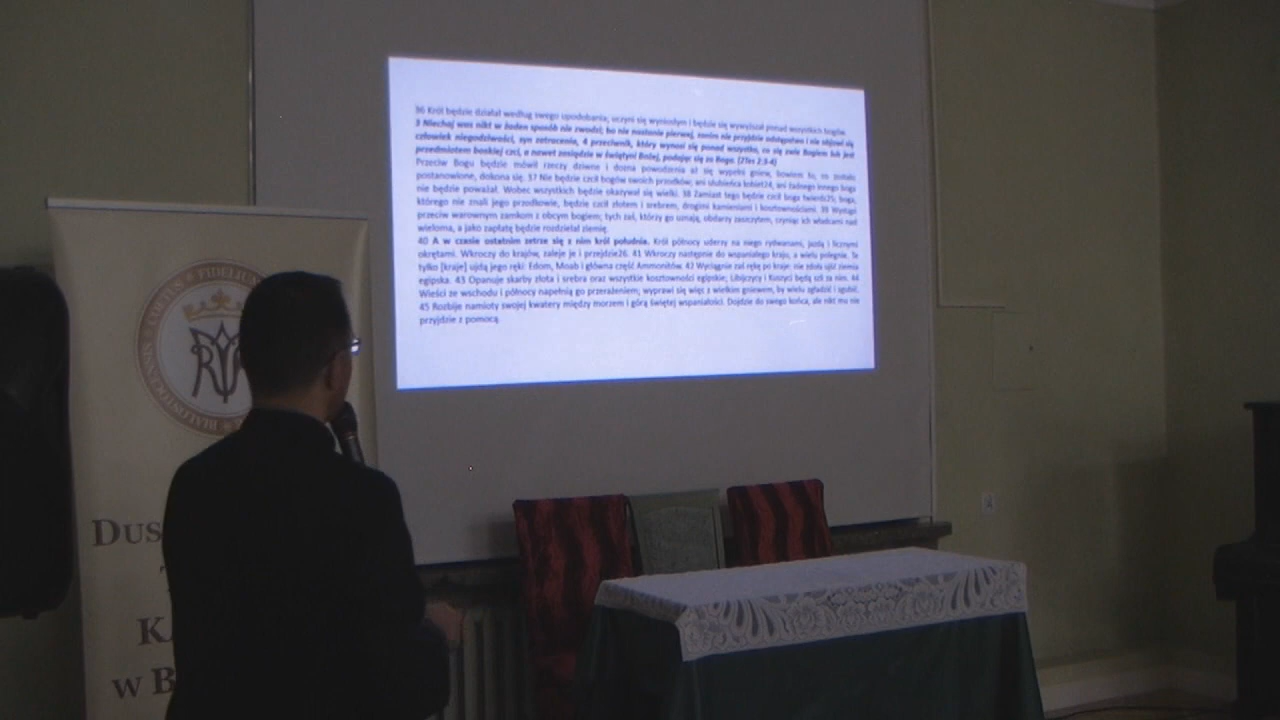 36 Król będzie działał według swego upodobania; uczyni się wyniosłym i będzie się wywyższał ponad wszystkich bogów.
3 Niechaj was nikt w żaden sposób nie zwodzi; bo nie nastanie pierwej, zanim nie przyjdzie odstępstwo i nie objawi się
człowiek niegodziwości, syn zatracenia, 4 przeciwnik, który wynosi się ponad wszystko, co się zwie Bogiem lub jest
przedmiotem boskiej czci, a nawet zasiądzie w świątyni Bożej, podając się za Boga. (2Tes 2:3-4)
Przeciw Bogu będzie mówił rzeczy dziwne i dozna powodzenia aż się wypełni gniew, bowiem to, co zostało
postanowione, dokona się. 37 Nie będzie czcił bogów swoich przodków; ani ulubieńca kobiet24, ani żadnego innego boga
nie będzie poważał. Wobec wszystkich będzie okazywał się wielki. 38 Zamiast tego będzie czcił boga twierdz25; boga,
którego nie znali jego przodkowie, będzie czcił złotem i srebrem, drogimi kamieniami i kosztownościami. 39 Wystąpi
przeciw warownym zamkom z obcym bogiem; tych zaś, którzy go uznają, obdarzy zaszczytem, czyniąc ich władcami nad
wieloma, a jako zapłatę będzie rozdzielał ziemię.
40 A w czasie ostatnim zetrze się z nim król południa. Król północy uderzy na niego rydwanami, jazdą i licznymi
okrętami. Wkroczy do krajów, zaleje je i przejdzie26. 41 Wkroczy następnie do wspaniałego kraju, a wielu polegnie. Te
tylko [kraje] ujdą jego ręki: Edom, Moab i główna część Ammonitów. 42 Wyciągnie zaś rękę po kraje: nie zdoła ujść ziemia
egipska. 43 Opanuje skarby złota i srebra oraz wszystkie kosztowności egipskie; Libijczycy i Kuszyci będą szli za nim. 44
Wieści ze wschodu i północy napełnią go przerażeniem; wyprawi się więc z wielkim gniewem, by wielu zgładzić i zgubić.
45 Rozbije namioty swojej kwatery między morzem i górą świętej wspaniałości. Dojdzie do swego końca, ale nikt mu nie
przyjdzie z pomocą.
FIDELIUM
DUS
K
W B